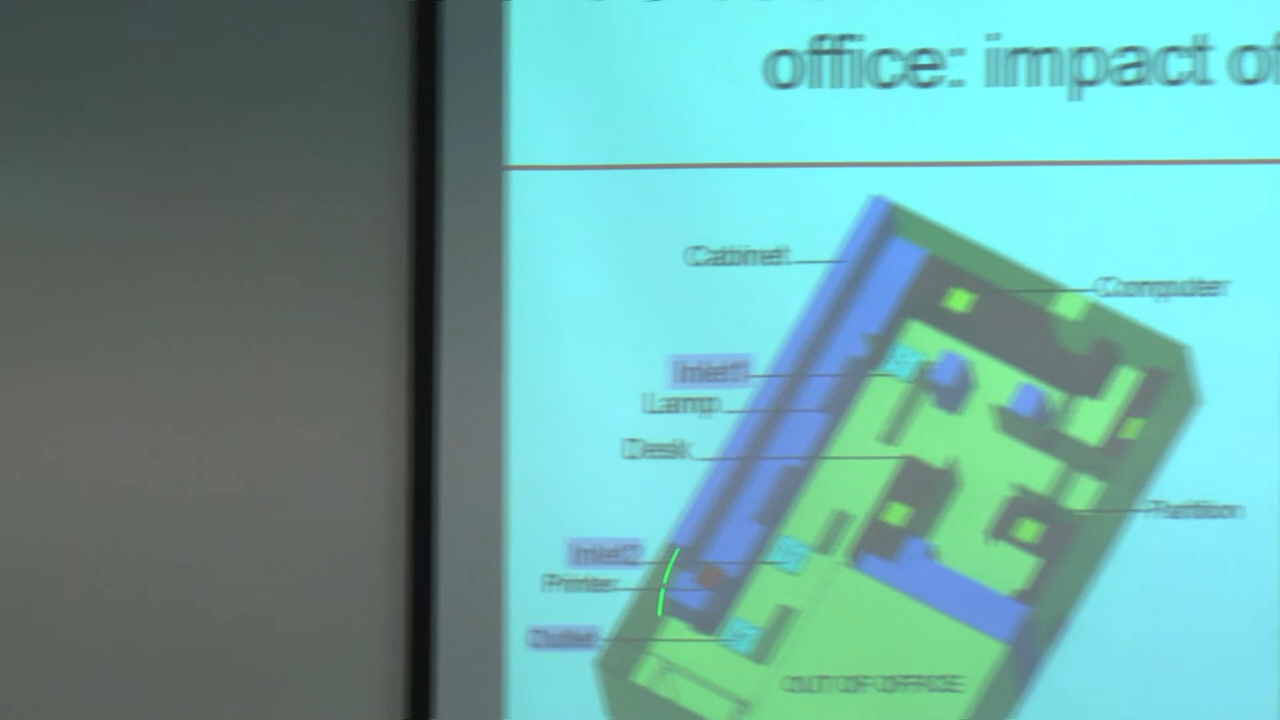 office: impact of
Cabinet
Computer
Inlet1
Lamp
Desk
Partition
Inlet2
Printer
Outlet
OUT OF OFFICE